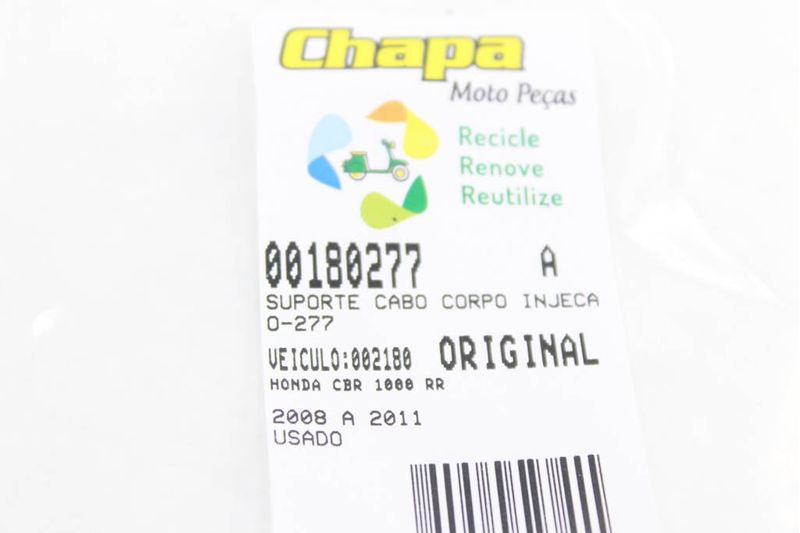 Chapa
Moto Peças
Recicle
Renove
Reutilize
00180277 A
SUPORTE CABO CORPO INJECA
O-277
VEICULO:002180 ORIGINAL
HONDA CBR 1000 RR
2008 A 2011
USADO